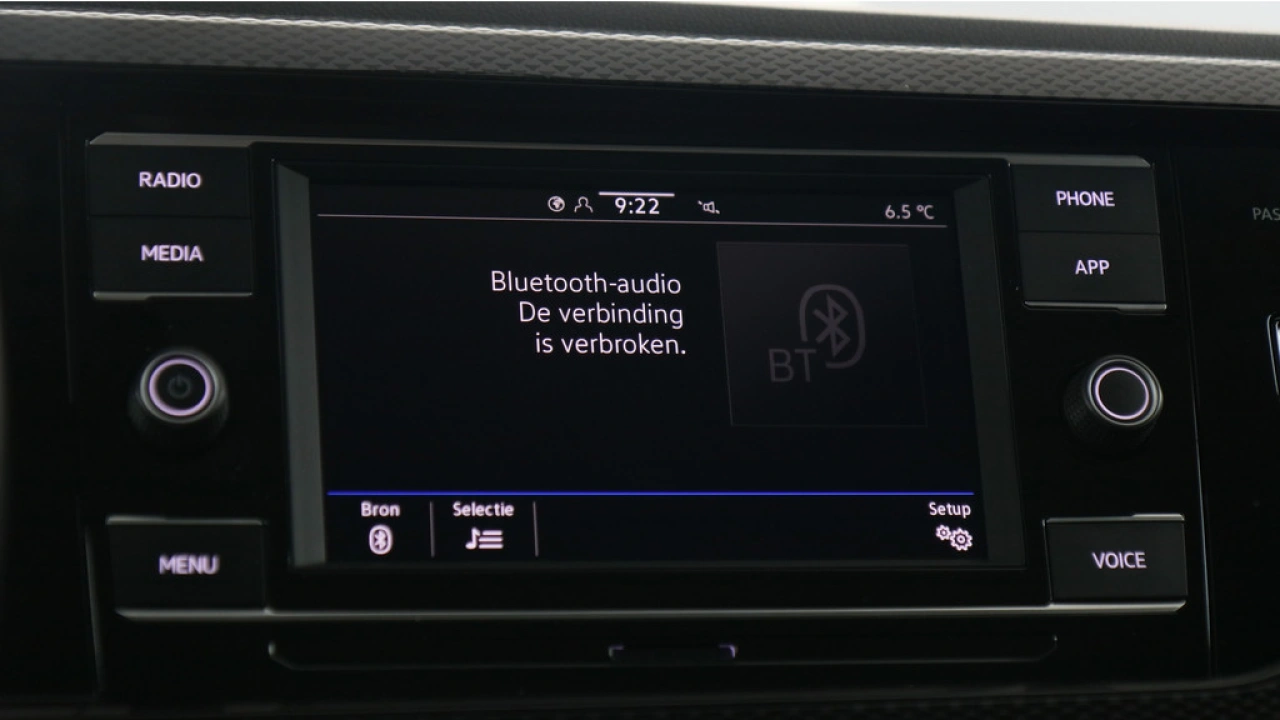 RADIO
MEDIA
MENU
9:22
6.5 °C
Bluetooth-audio
De verbinding
is verbroken.
BT
Bron
Selectie
Setup
PHONE
APP
VOICE